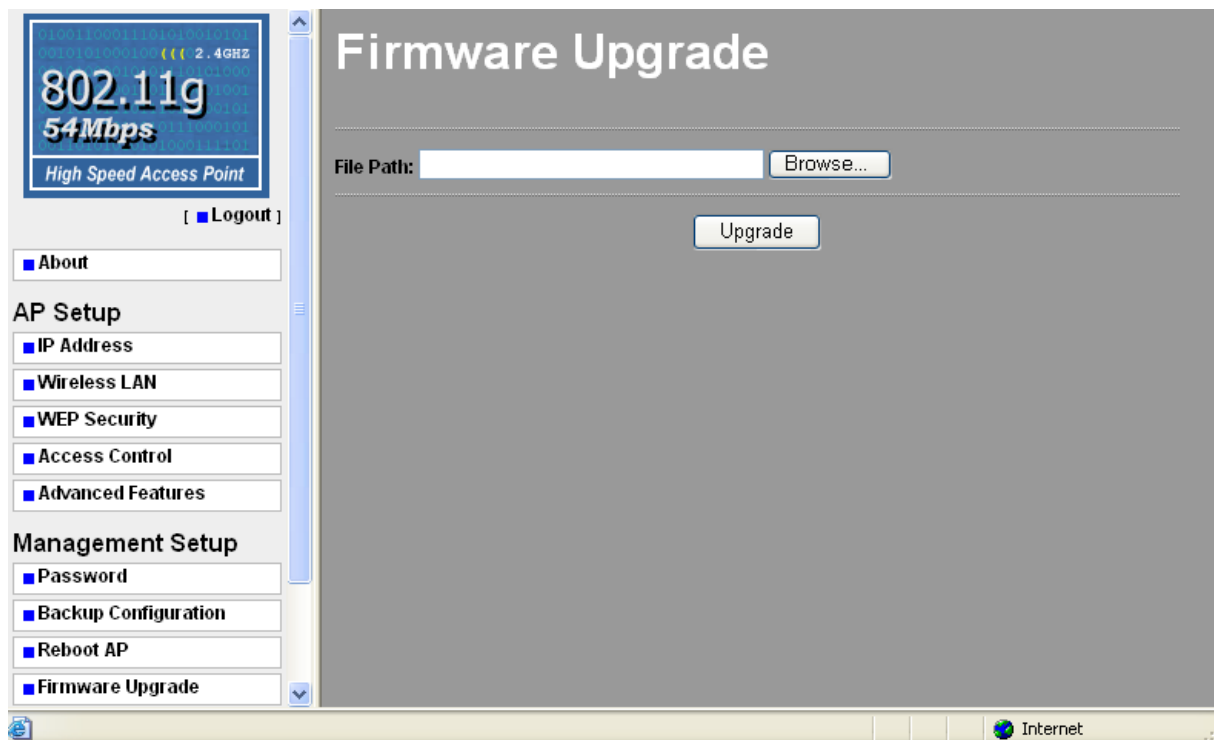 2.4GHZ
802.11g
54Mbps
High Speed Access Point
[ Logout ]
About
AP Setup
IP Address
Wireless LAN
WEP Security
Access Control
Advanced Features
Management Setup
Password
Backup Configuration
Reboot AP
Firmware Upgrade
Firmware Upgrade
File Path: Browse...
Upgrade
Internet